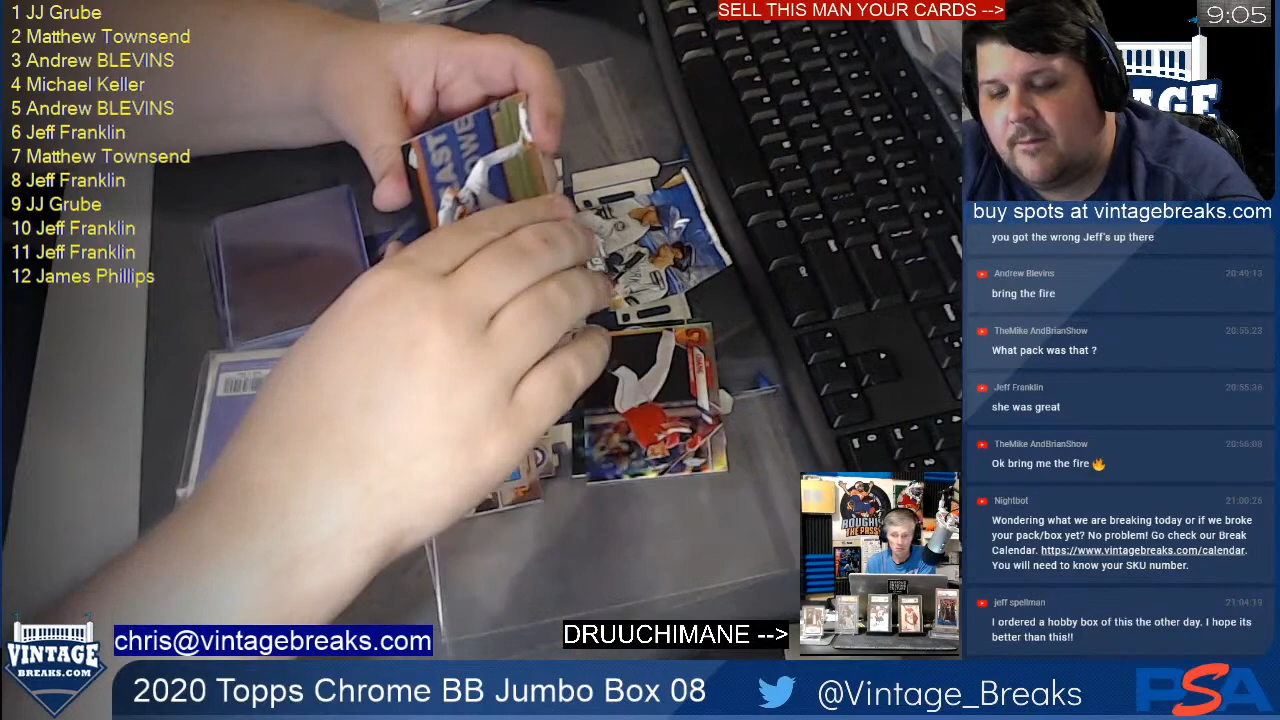 1 JJ Grube
2 Matthew Townsend
3 Andrew BLEVINS
4 Michael Keller
5 Andrew BLEVINS
6 Jeff Franklin
7 Matthew Townsend
8 Jeff Franklin
9 JJ Grube
10 Jeff Franklin
11 Jeff Franklin
12 James Phillips
SELL THIS MAN YOUR CARDS -->
9:05
buy spots at vintagebreaks.com
you got the wrong Jeff's up there
Andrew Blevins 20:49:13
bring the fire
TheMike AndBrianShow 20:55:23
What pack was that ?
Jeff Franklin 20:55:36
she was great
TheMike AndBrianShow 20:56:08
Ok bring me the fire🔥
Nightbot 21:00:26
Wondering what we are breaking today or if we broke
your pack/box yet? No problem! Go check our Break
Calendar. https://www.vintagebreaks.com/calendar.
You will need to know your SKU number.
jeff spellman 21:04:19
I ordered a hobby box of this the other day. I hope its
better than this!!
DRUUCHIMANE -->
chris@vintagebreaks.com
VINTAGE
BREAKS.COM
2020 Topps Chrome BB Jumbo Box 08
@Vintage_Breaks
PSA